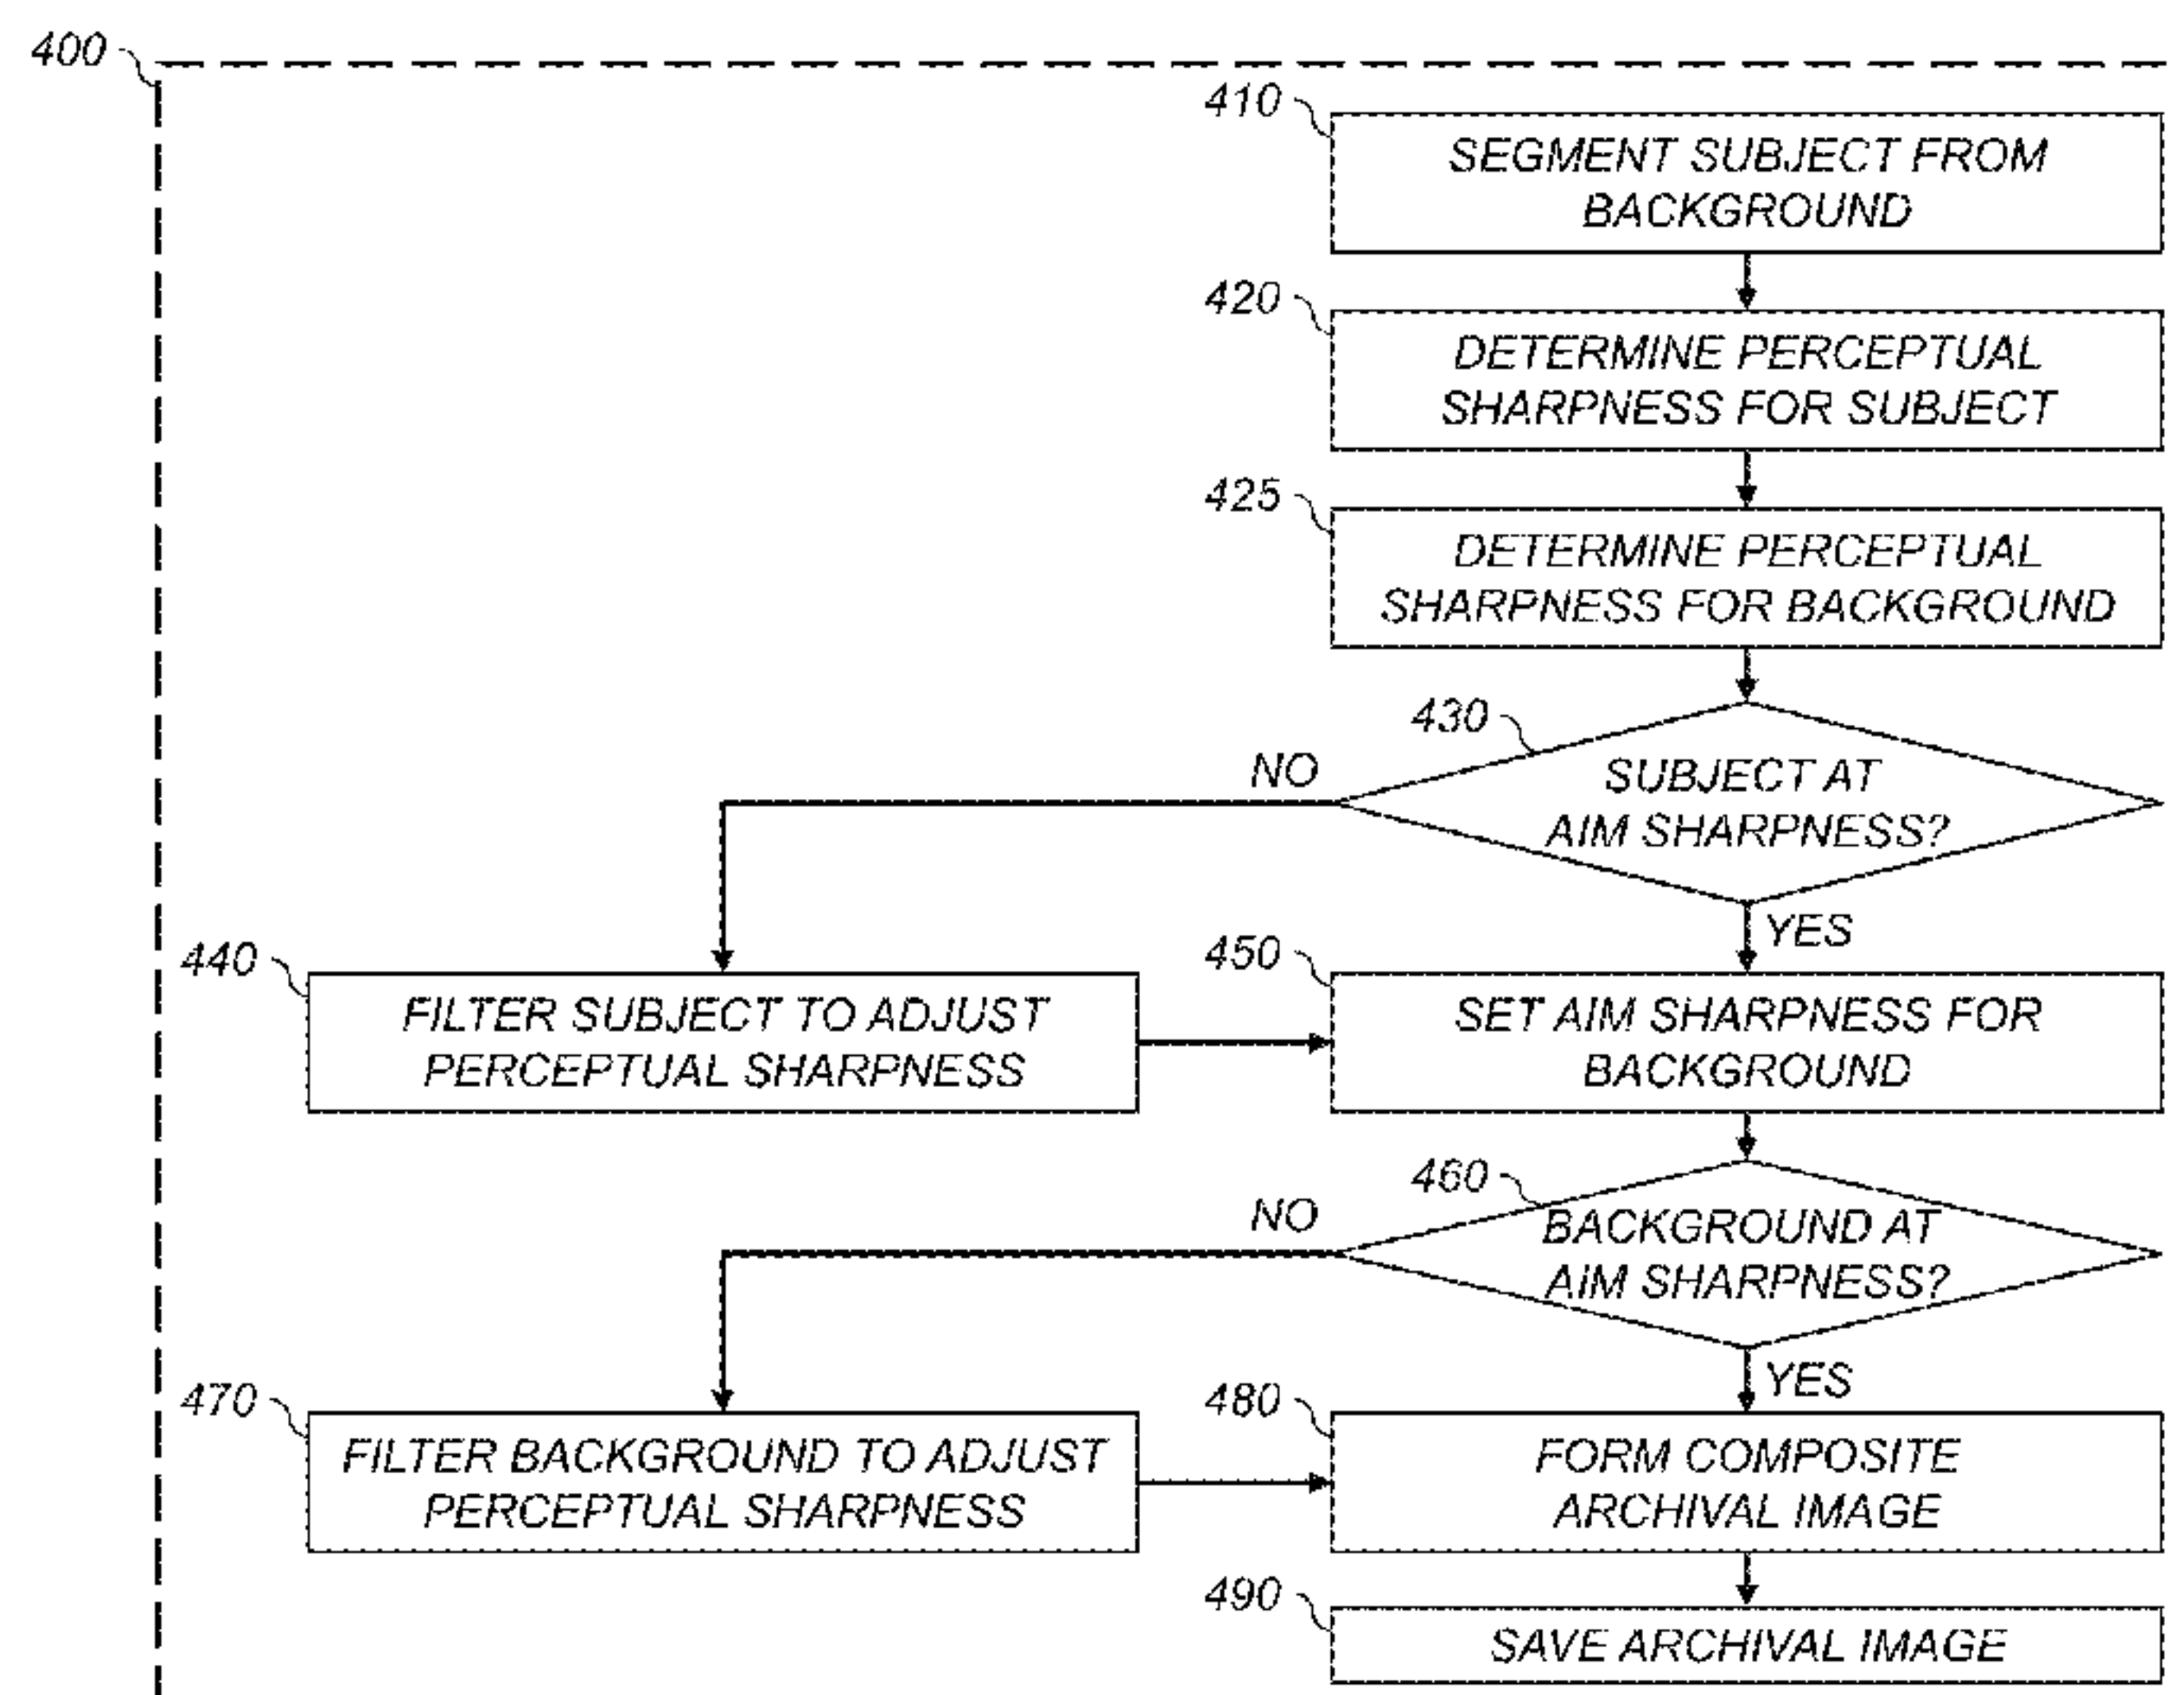 400
410
SEGMENT SUBJECT FROM
BACKGROUND
420
DETERMINE PERCEPTUAL
SHARPNESS FOR SUBJECT
425
DETERMINE PERCEPTUAL
SHARPNESS FOR BACKGROUND
430
SUBJECT AT
AIM SHARPNESS?
NO
YES
440
FILTER SUBJECT TO ADJUST
PERCEPTUAL SHARPNESS
450
SET AIM SHARPNESS FOR
BACKGROUND
460
BACKGROUND AT
AIM SHARPNESS?
NO
YES
470
FILTER BACKGROUND TO ADJUST
PERCEPTUAL SHARPNESS
480
FORM COMPOSITE
ARCHIVAL IMAGE
490
SAVE ARCHIVAL IMAGE